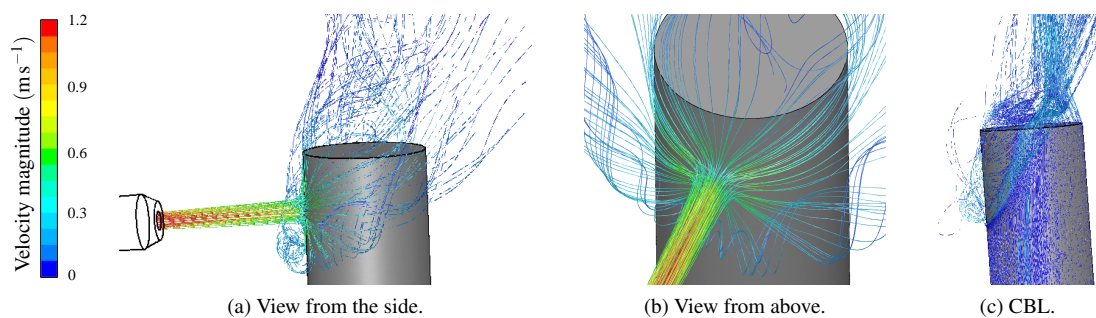 1.2
0.9
0.6
0.3
0
Velocity magnitude (m s⁻¹)
(a) View from the side.
(b) View from above.
(c) CBL.